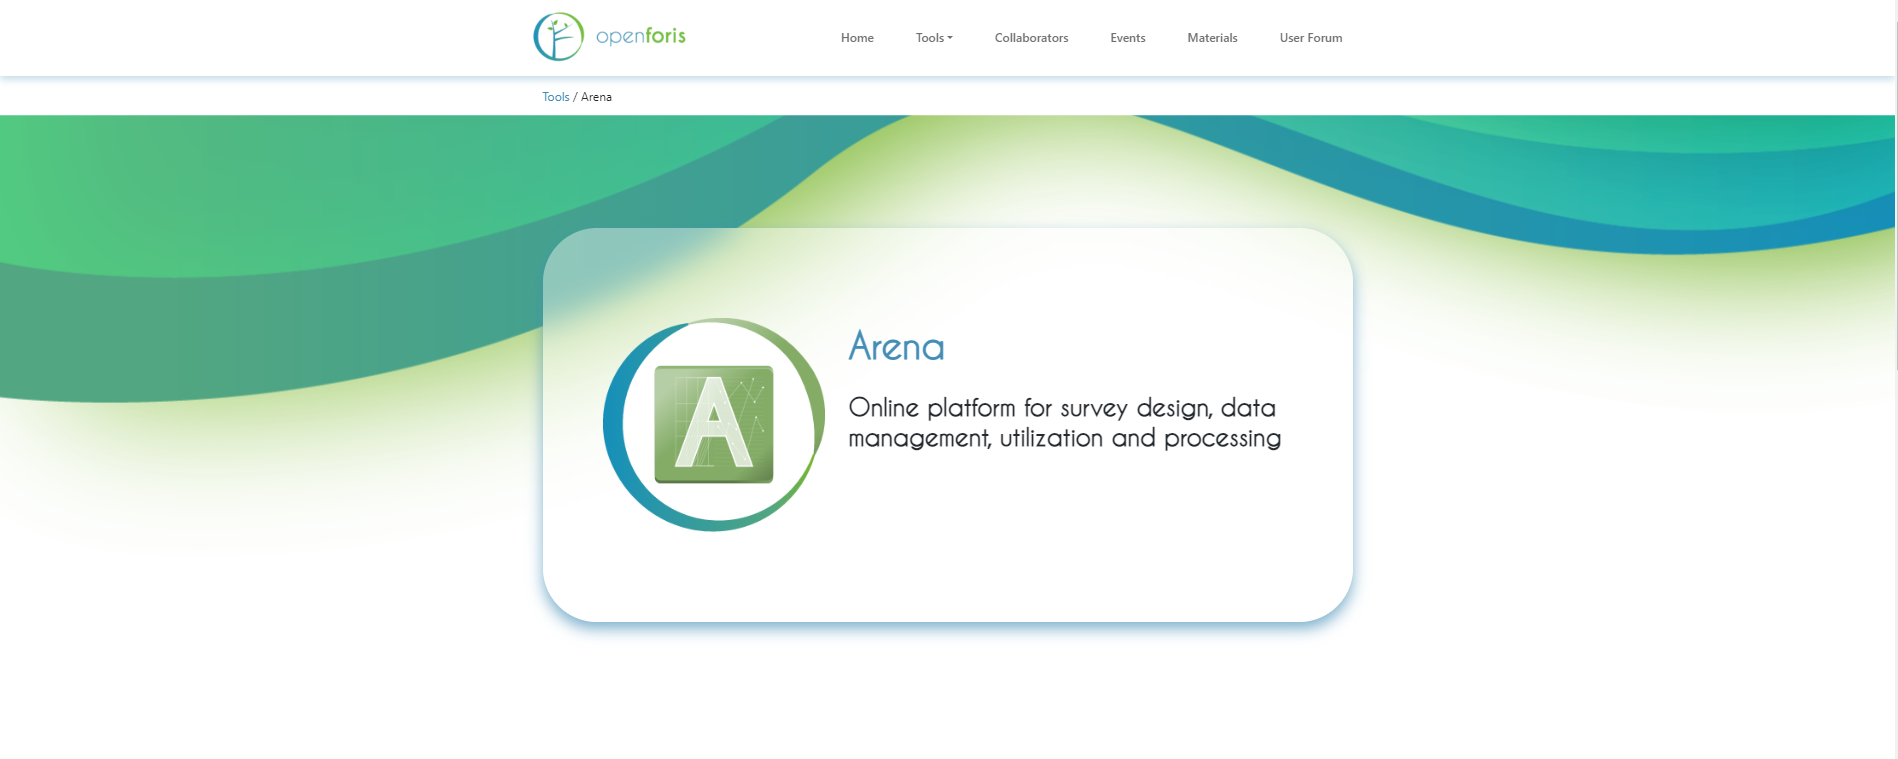 openforis
Home Tools Collaborators Events Materials User Forum
Tools / Arena
A
Arena
Online platform for survey design, data
management, utilization and processing